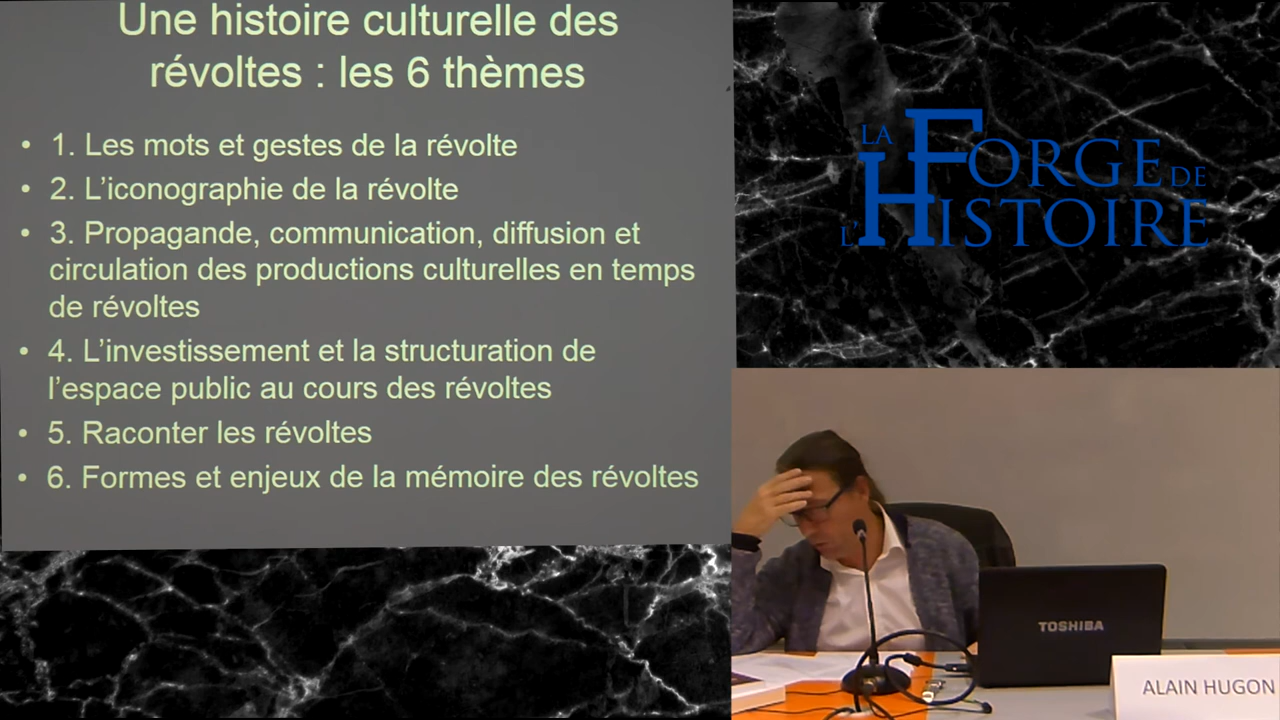 Une histoire culturelle des
révoltes : les 6 thèmes
• 1. Les mots et gestes de la révolte
• 2. L’iconographie de la révolte
• 3. Propagande, communication, diffusion et
circulation des productions culturelles en temps
de révoltes
• 4. L’investissement et la structuration de
l’espace public au cours des révoltes
• 5. Raconter les révoltes
• 6. Formes et enjeux de la mémoire des révoltes
LA FORGE DE
L’HISTOIRE
TOSHIBA
ALAIN HUGON